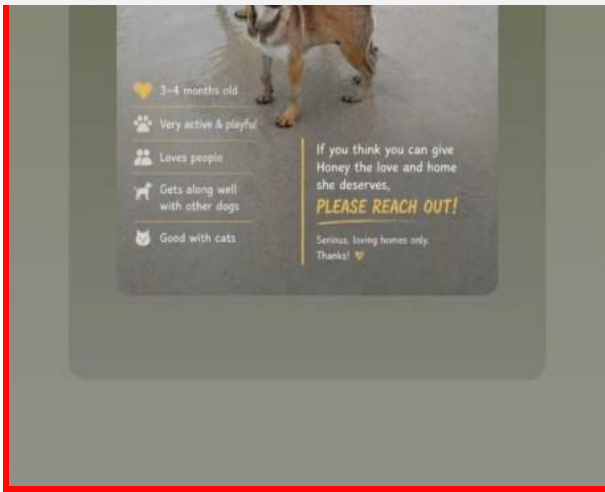 3–4 months old
Very active & playful
Loves people
Gets along well
with other dogs
Good with cats
If you think you can give
Honey the love and home
she deserves,
PLEASE REACH OUT!
Serious, loving homes only.
Thanks!